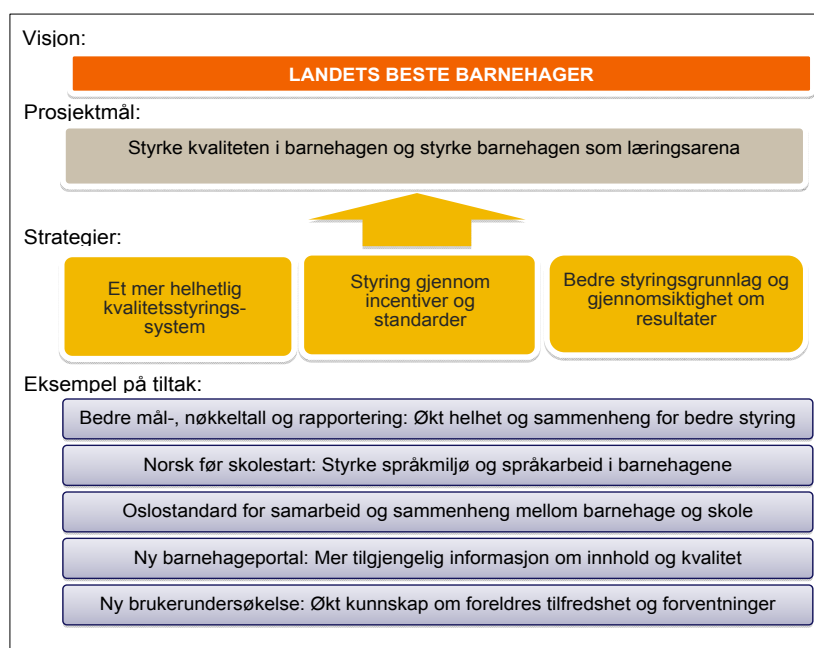 Visjon:
LANDETS BESTE BARNEHAGER
Prosjektmål:
Styrke kvaliteten i barnehagen og styrke barnehagen som læringsarena
Strategier:
Et mer helhetlig
kvalitetsstyrings-
system
Styring gjennom
incentiver og
standarder
Bedre styringsgrunnlag og
gjennomsiktighet om
resultater
Eksempel på tiltak:
Bedre mål-, nøkkeltall og rapportering: Økt helhet og sammenheng for bedre styring
Norsk før skolestart: Styrke språkmiljø og språkarbeid i barnehagene
Oslostandard for samarbeid og sammenheng mellom barnehage og skole
Ny barnehageportal: Mer tilgjengelig informasjon om innhold og kvalitet
Ny brukerundersøkelse: Økt kunnskap om foreldres tilfredshet og forventninger